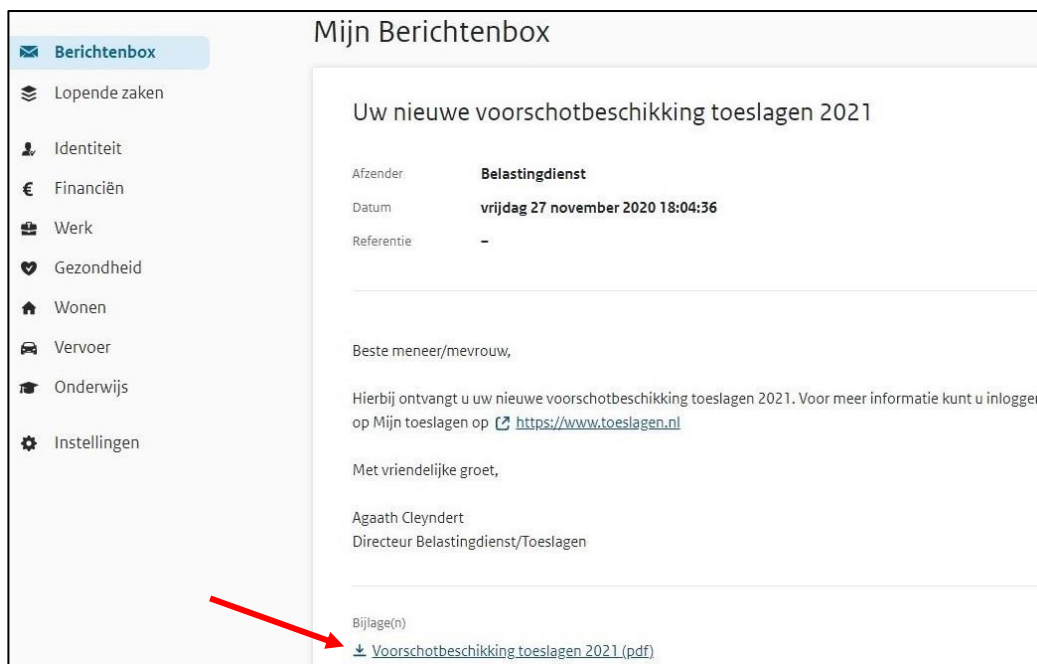 Mijn Berichtenbox
Berichtenbox
Lopende zaken
Identiteit
Financiën
Werk
Gezondheid
Wonen
Vervoer
Onderwijs
Instellingen
Uw nieuwe voorschotbeschikking toeslagen 2021
Afzender Belastingdienst
Datum vrijdag 27 november 2020 18:04:36
Referentie –
Beste meneer/mevrouw,
Hierbij ontvangt u uw nieuwe voorschotbeschikking toeslagen 2021. Voor meer informatie kunt u inlogge
op Mijn toeslagen op https://www.toeslagen.nl
Met vriendelijke groet,
Agaath Cleyndert
Directeur Belastingdienst/Toeslagen
Bijlage(n)
Voorschotbeschikking toeslagen 2021 (pdf)